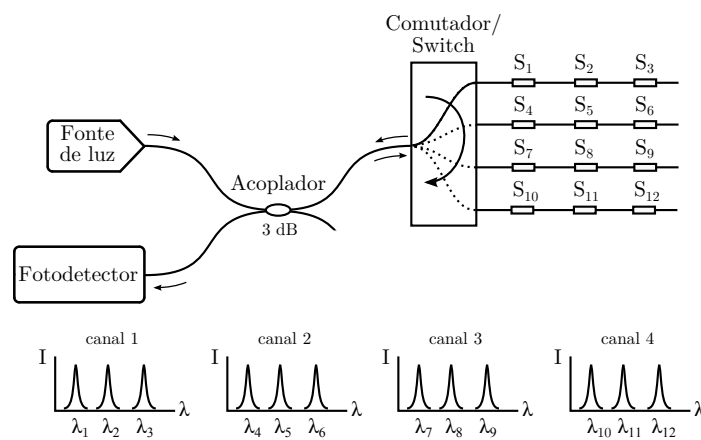 Comutador/
Switch
S1 S2 S3
S4 S5 S6
S7 S8 S9
S10 S11 S12
Fonte
de luz
Acoplador
3 dB
Fotodetector
canal 1
I
λ
λ1 λ2 λ3
canal 2
I
λ
λ4 λ5 λ6
canal 3
I
λ
λ7 λ8 λ9
canal 4
I
λ
λ10 λ11 λ12